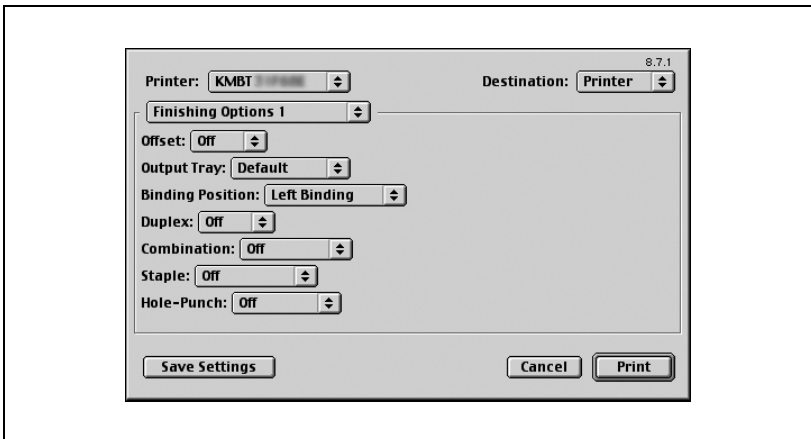 8.7.1
Printer: KMBT
Destination: Printer
Finishing Options 1
Offset: Off
Output Tray: Default
Binding Position: Left Binding
Duplex: Off
Combination: Off
Staple: Off
Hole-Punch: Off
Save Settings
Cancel
Print